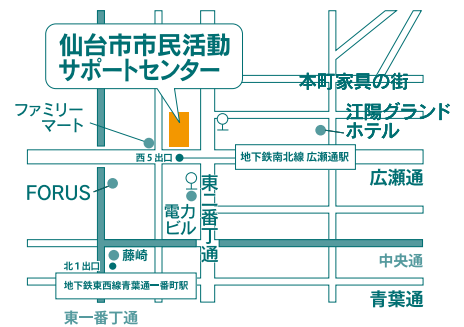 仙台市市民活動
サポートセンター
本町家具の街
ファミリー
マート
江陽グランド
ホテル
西5出口
地下鉄南北線 広瀬通駅
広瀬通
FORUS
東二番丁通
電力
ビル
藤崎
中央通
北1出口
地下鉄東西線青葉通一番町駅
青葉通
東一番丁通